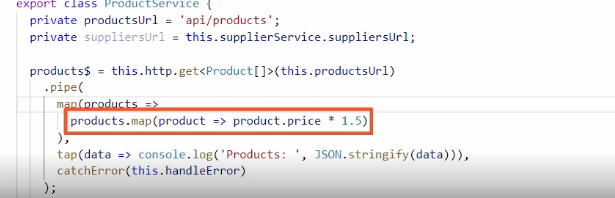 export class ProductService {
private productsUrl = 'api/products';
private suppliersUrl = this.supplierService.suppliersUrl;
products$ = this.http.get<Product[]>(this.productsUrl)
.pipe(
map(products =>
products.map(product => product.price * 1.5)
),
tap(data => console.log('Products: ', JSON.stringify(data))),
catchError(this.handleError)
);